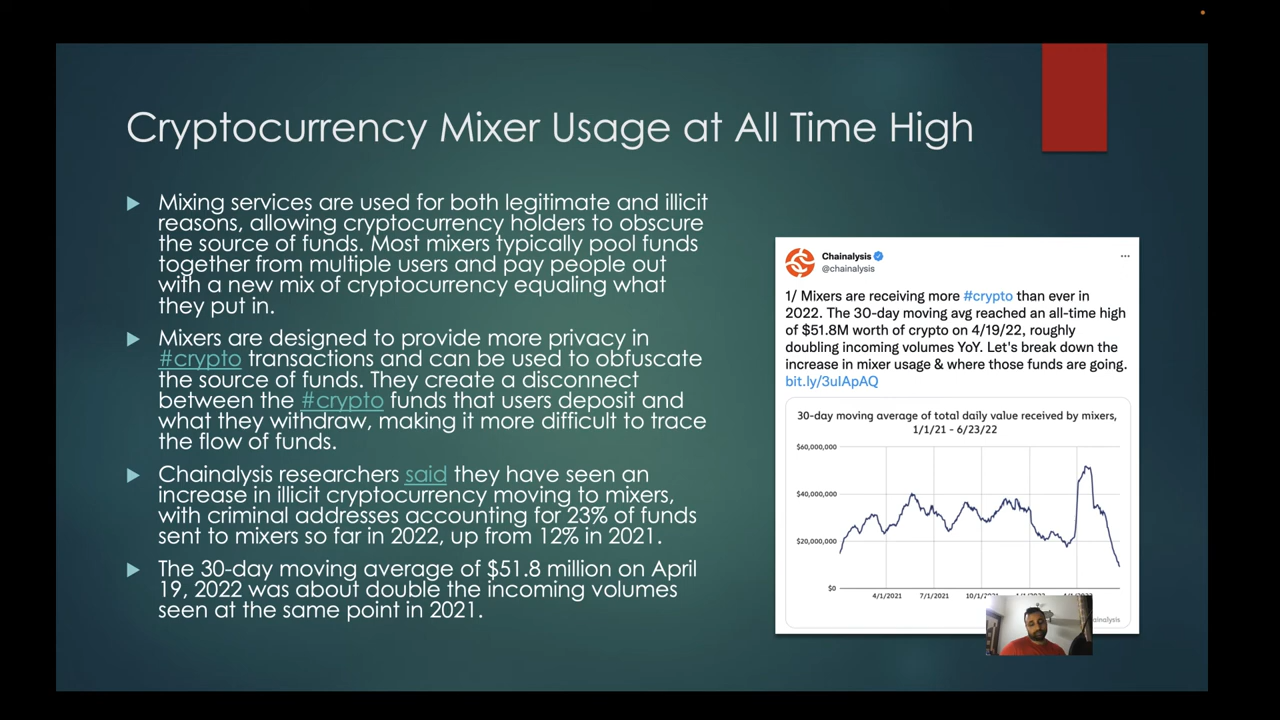 Cryptocurrency Mixer Usage at All Time High
Mixing services are used for both legitimate and illicit
reasons, allowing cryptocurrency holders to obscure
the source of funds. Most mixers typically pool funds
together from multiple users and pay people out
with a new mix of cryptocurrency equaling what
they put in.
Mixers are designed to provide more privacy in
#crypto transactions and can be used to obfuscate
the source of funds. They create a disconnect
between the #crypto funds that users deposit and
what they withdraw, making it more difficult to trace
the flow of funds.
Chainalysis researchers said they have seen an
increase in illicit cryptocurrency moving to mixers,
with criminal addresses accounting for 23% of funds
sent to mixers so far in 2022, up from 12% in 2021.
The 30-day moving average of $51.8 million on April
19, 2022 was about double the incoming volumes
seen at the same point in 2021.
Chainalysis
@chainalysis
1/ Mixers are receiving more #crypto than ever in
2022. The 30-day moving avg reached an all-time high
of $51.8M worth of crypto on 4/19/22, roughly
doubling incoming volumes YoY. Let's break down the
increase in mixer usage & where those funds are going.
bit.ly/3uIApAQ
30-day moving average of total daily value received by mixers,
1/1/21 - 6/23/22
$60,000,000
$40,000,000
$20,000,000
$0
4/1/2021 7/1/2021